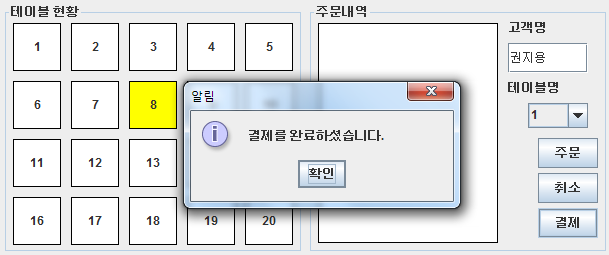 테이블 현황
1 2 3 4 5
6 7 8
11 12 13
16 17 18 19 20
주문내역
고객명
권지용
테이블명
1
주문
취소
결제
알림
결제를 완료하셨습니다.
확인